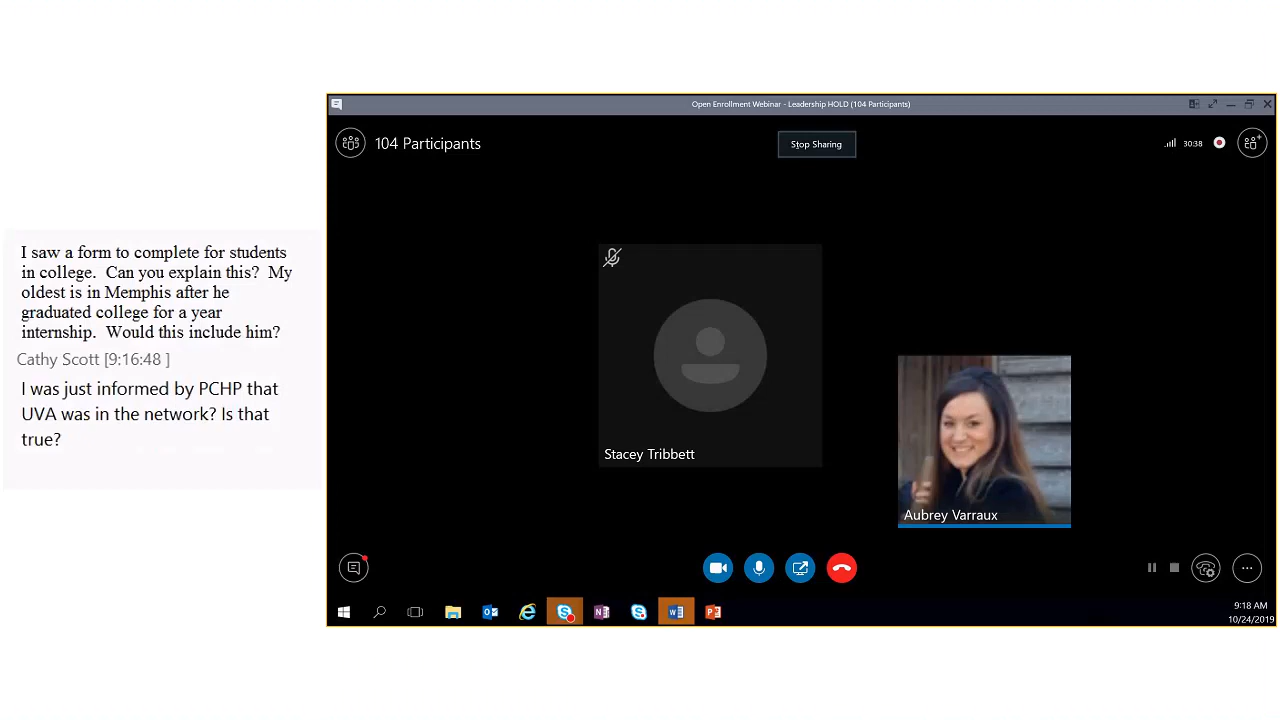 I saw a form to complete for students
in college.  Can you explain this?  My
oldest is in Memphis after he
graduated college for a year
internship.  Would this include him?
Cathy Scott [9:16:48 ]
I was just informed by PCHP that
UVA was in the network? Is that
true?
Open Enrollment Webinar - Leadership HOLD (104 Participants)
104 Participants
Stop Sharing
30:38
Stacey Tribbett
Aubrey Varraux
9:18 AM
10/24/2019